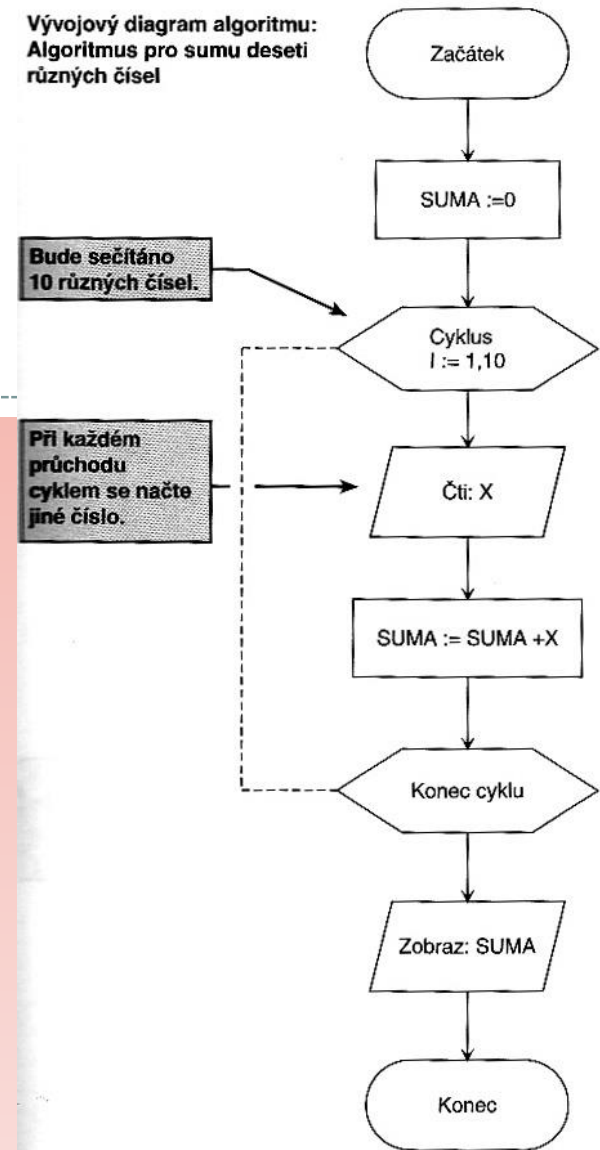 Vývojový diagram algoritmu:
Algoritmus pro sumu deseti
různých čísel
Začátek
SUMA :=0
Bude sečítáno
10 různých čísel.
Cyklus
I := 1,10
Při každém
průchodu
cyklem se načte
jiné číslo.
Čti: X
SUMA := SUMA +X
Konec cyklu
Zobraz: SUMA
Konec